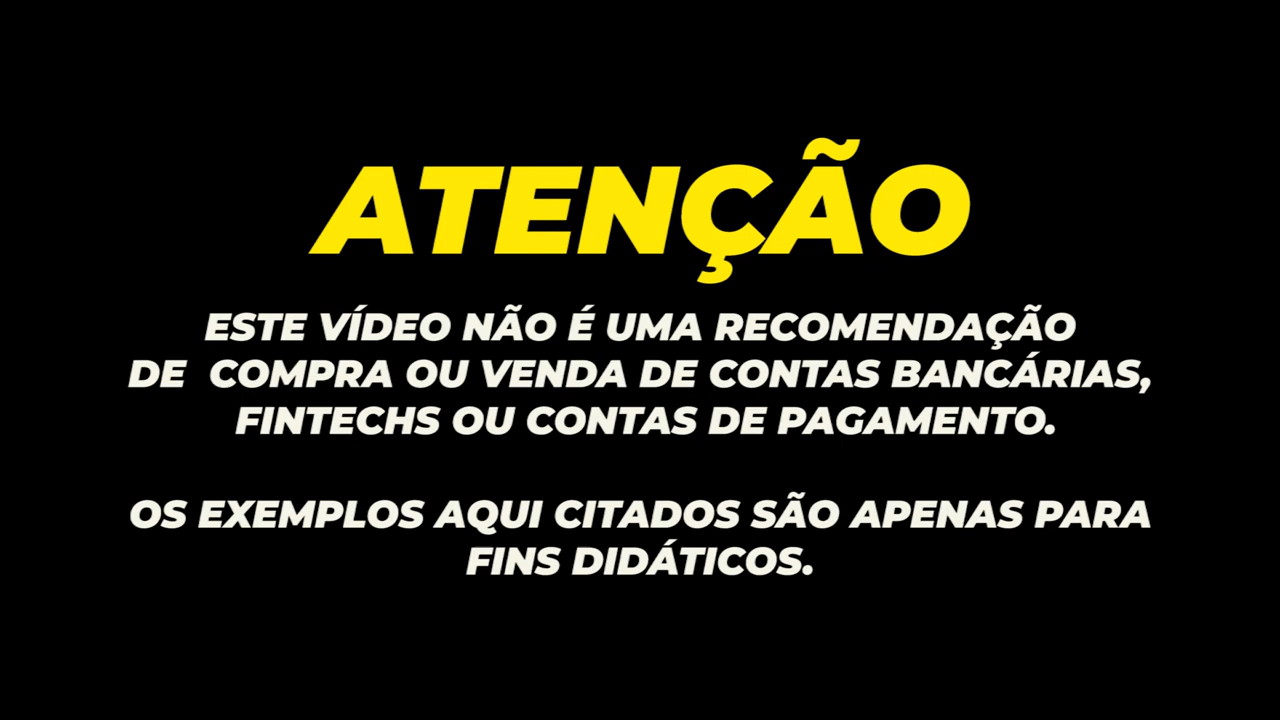 ATENÇÃO
ESTE VÍDEO NÃO É UMA RECOMENDAÇÃO
DE COMPRA OU VENDA DE CONTAS BANCÁRIAS,
FINTECHS OU CONTAS DE PAGAMENTO.
OS EXEMPLOS AQUI CITADOS SÃO APENAS PARA
FINS DIDÁTICOS.